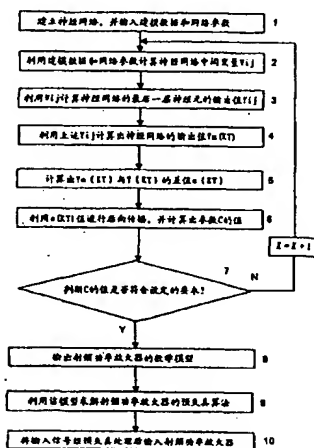 建立神经网络，并输入建模数据和网络参数 1
利用建模数据和网络参数计算神经网络中间变量Vij 2
利用Vij计算神经网络的最后一层神经元的输出值Yij 3
利用上述Yij计算出神经网络的输出值Yn(KT) 4
计算出Yn(KT)与Y(KT)的差值e(KT) 5
利用e(KT)值进行后向传播，并计算出参数C的值 6
K=K+1
7 N
判断C的值是否符合设定的要求？
Y
输出射频功率放大器的数学模型
利用该模型求解射频功率放大器的预失真算法 9
将输入信号经预失真处理后输入射频功率放大器 10